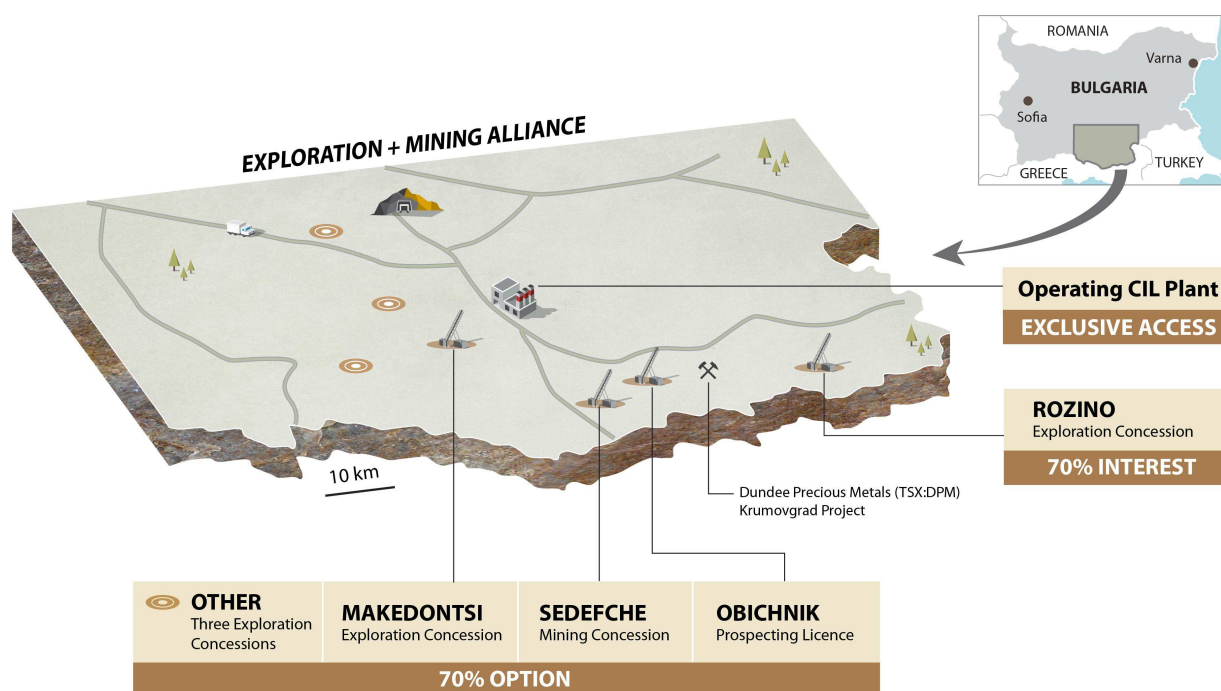 ROMANIA
Varna
BULGARIA
Sofia
TURKEY
GREECE
EXPLORATION + MINING ALLIANCE
Operating CIL Plant
EXCLUSIVE ACCESS
ROZINO
Exploration Concession
70% INTEREST
10 km
Dundee Precious Metals (TSX:DPM)
Krumovgrad Project
OTHER
Three Exploration
Concessions
MAKEDONTSI
Exploration Concession
SEDEFCHE
Mining Concession
OBICHNIK
Prospecting Licence
70% OPTION